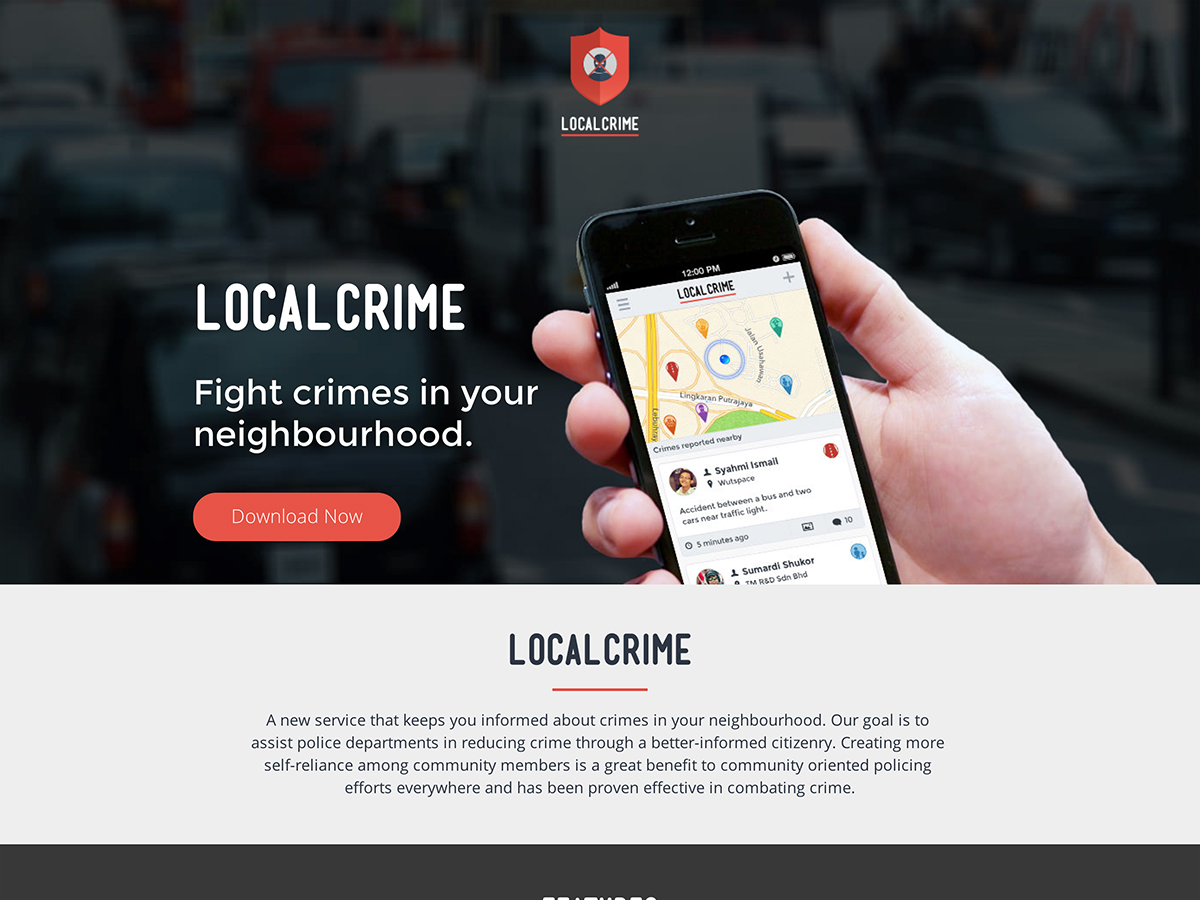 LOCALCRIME
12:00 PM
LOCALCRIME
Jalan Usahawan
Lingkaran Putrajaya
Lebuhray
Crimes reported nearby
Syahmi Ismail
Wutspace
Accident between a bus and two
cars near traffic light.
5 minutes ago
10
Sumardi Shukor
TM R&D Sdn Bhd
LOCALCRIME
Fight crimes in your
neighbourhood.
Download Now
LOCALCRIME
A new service that keeps you informed about crimes in your neighbourhood. Our goal is to
assist police departments in reducing crime through a better-informed citizenry. Creating more
self-reliance among community members is a great benefit to community oriented policing
efforts everywhere and has been proven effective in combating crime.
FEATURES